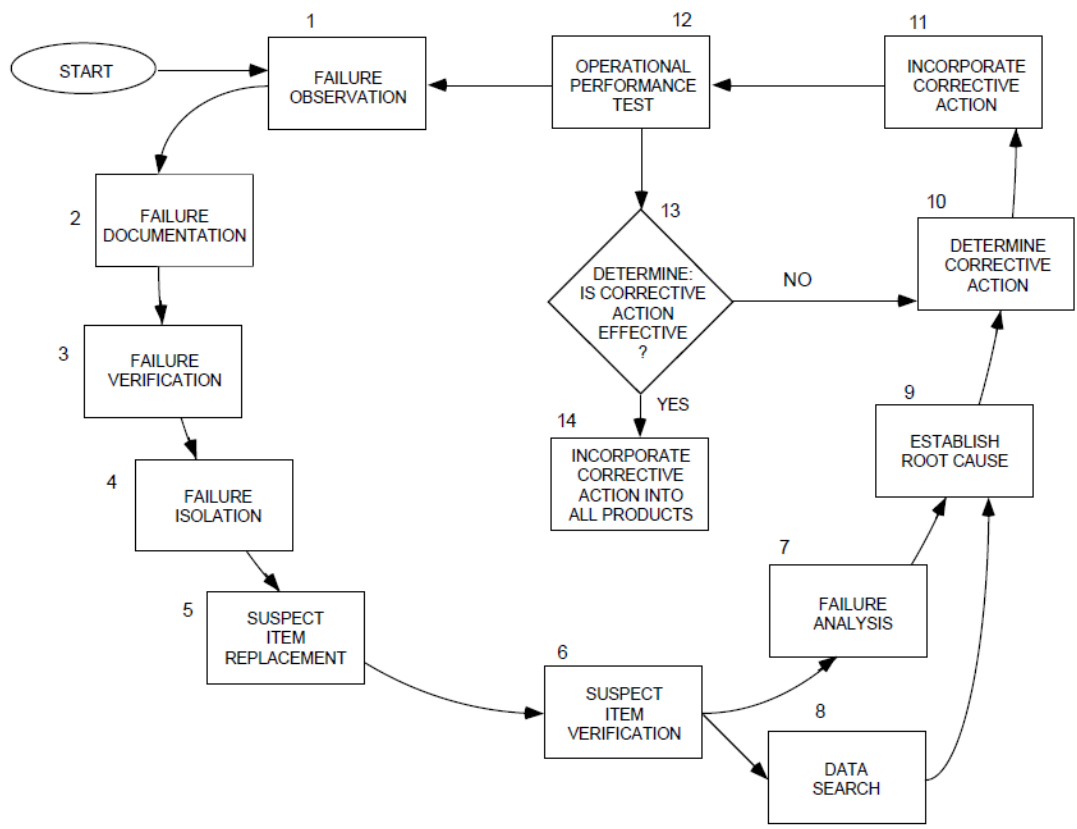 START
1
FAILURE
OBSERVATION
2
FAILURE
DOCUMENTATION
3
FAILURE
VERIFICATION
4
FAILURE
ISOLATION
5
SUSPECT
ITEM
REPLACEMENT
6
SUSPECT
ITEM
VERIFICATION
7
FAILURE
ANALYSIS
8
DATA
SEARCH
9
ESTABLISH
ROOT CAUSE
10
DETERMINE
CORRECTIVE
ACTION
11
INCORPORATE
CORRECTIVE
ACTION
12
OPERATIONAL
PERFORMANCE
TEST
13
DETERMINE:
IS CORRECTIVE
ACTION
EFFECTIVE
?
NO
YES
14
INCORPORATE
CORRECTIVE
ACTION INTO
ALL PRODUCTS